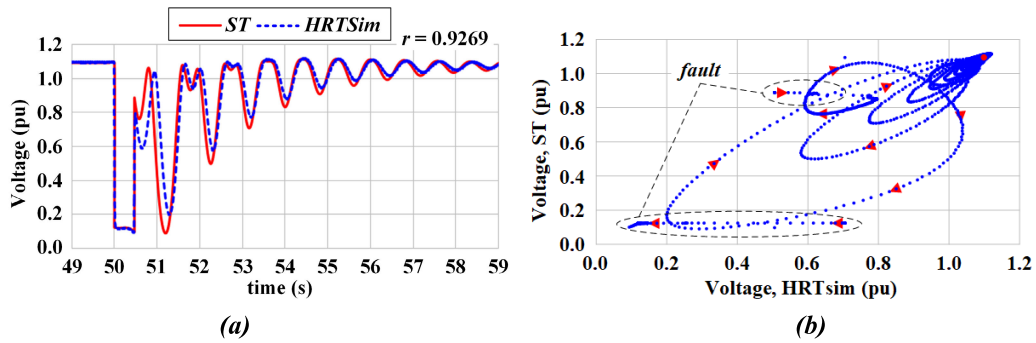 ST HRTSim
r = 0.9269
1.2
1.0
0.8
0.6
0.4
0.2
0.0
Voltage (pu)
49 50 51 52 53 54 55 56 57 58 59
time (s)
(a)
1.2
1.0
0.8
0.6
0.4
0.2
0.0
Voltage, ST (pu)
fault
0.0 0.2 0.4 0.6 0.8 1.0 1.2
Voltage, HRTsim (pu)
(b)